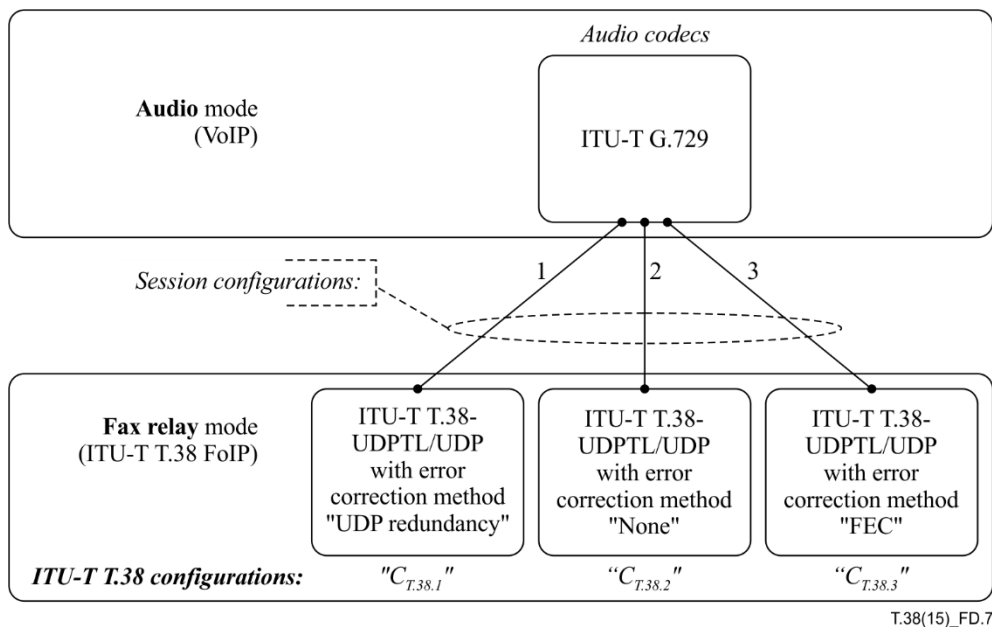 Audio codecs
Audio mode
(VoIP)
ITU-T G.729
Session configurations:
1
2
3
Fax relay mode
(ITU-T T.38 FoIP)
ITU-T T.38-
UDPTL/UDP
with error
correction method
"UDP redundancy"
ITU-T T.38-
UDPTL/UDP
with error
correction method
"None"
ITU-T T.38-
UDPTL/UDP
with error
correction method
"FEC"
ITU-T T.38 configurations:
"C_T.38.1"
“C_T.38.2"
“C_T.38.3"
T.38(15)_FD.7